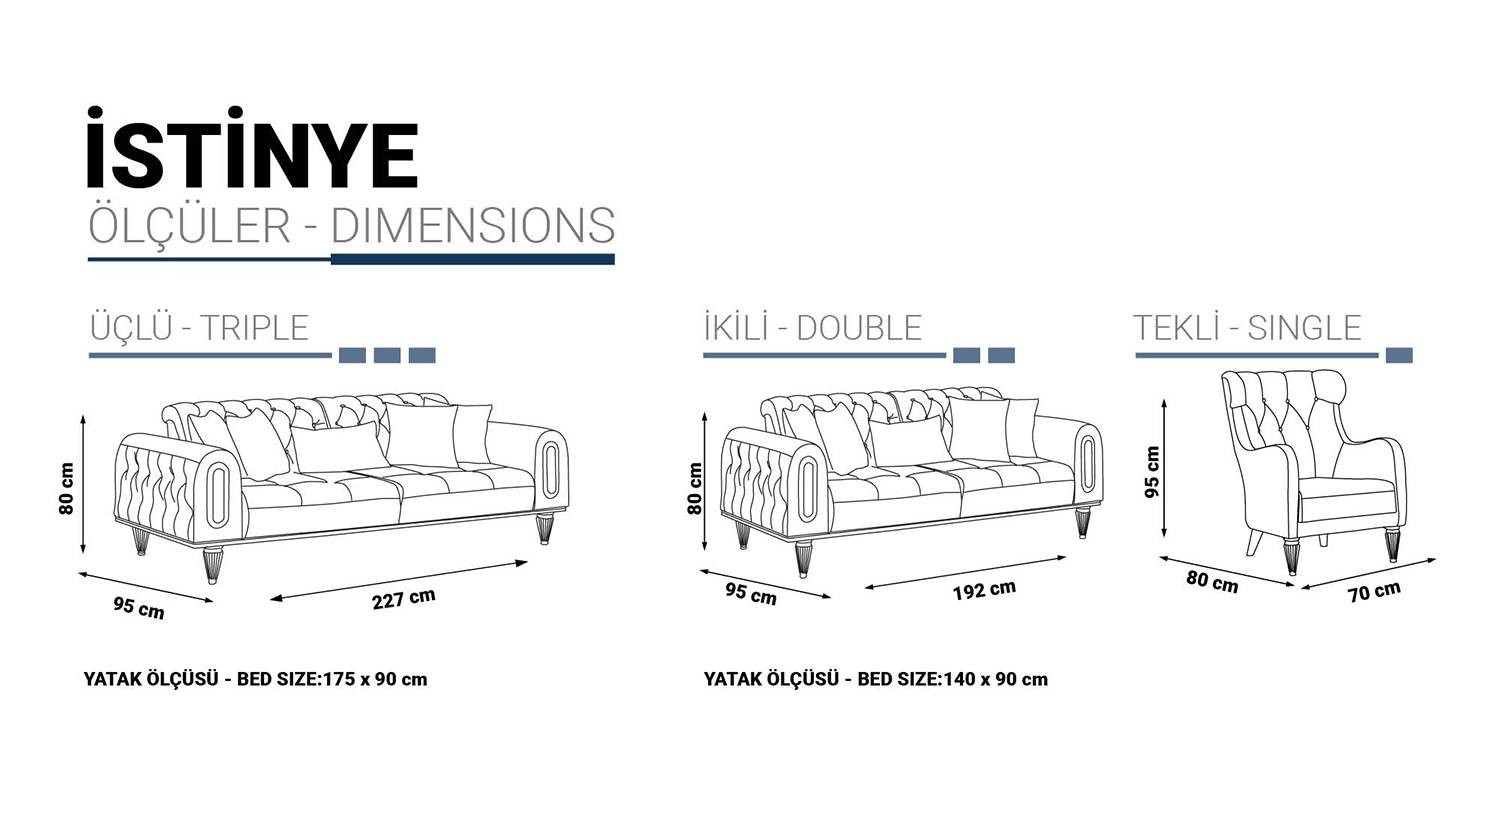 İSTİNYE
ÖLÇÜLER - DIMENSIONS
ÜÇLÜ - TRIPLE
80 cm
95 cm
227 cm
YATAK ÖLÇÜSÜ - BED SIZE:175 x 90 cm
İKİLİ - DOUBLE
80 cm
95 cm
192 cm
YATAK ÖLÇÜSÜ - BED SIZE:140 x 90 cm
TEKLİ - SINGLE
95 cm
80 cm
70 cm